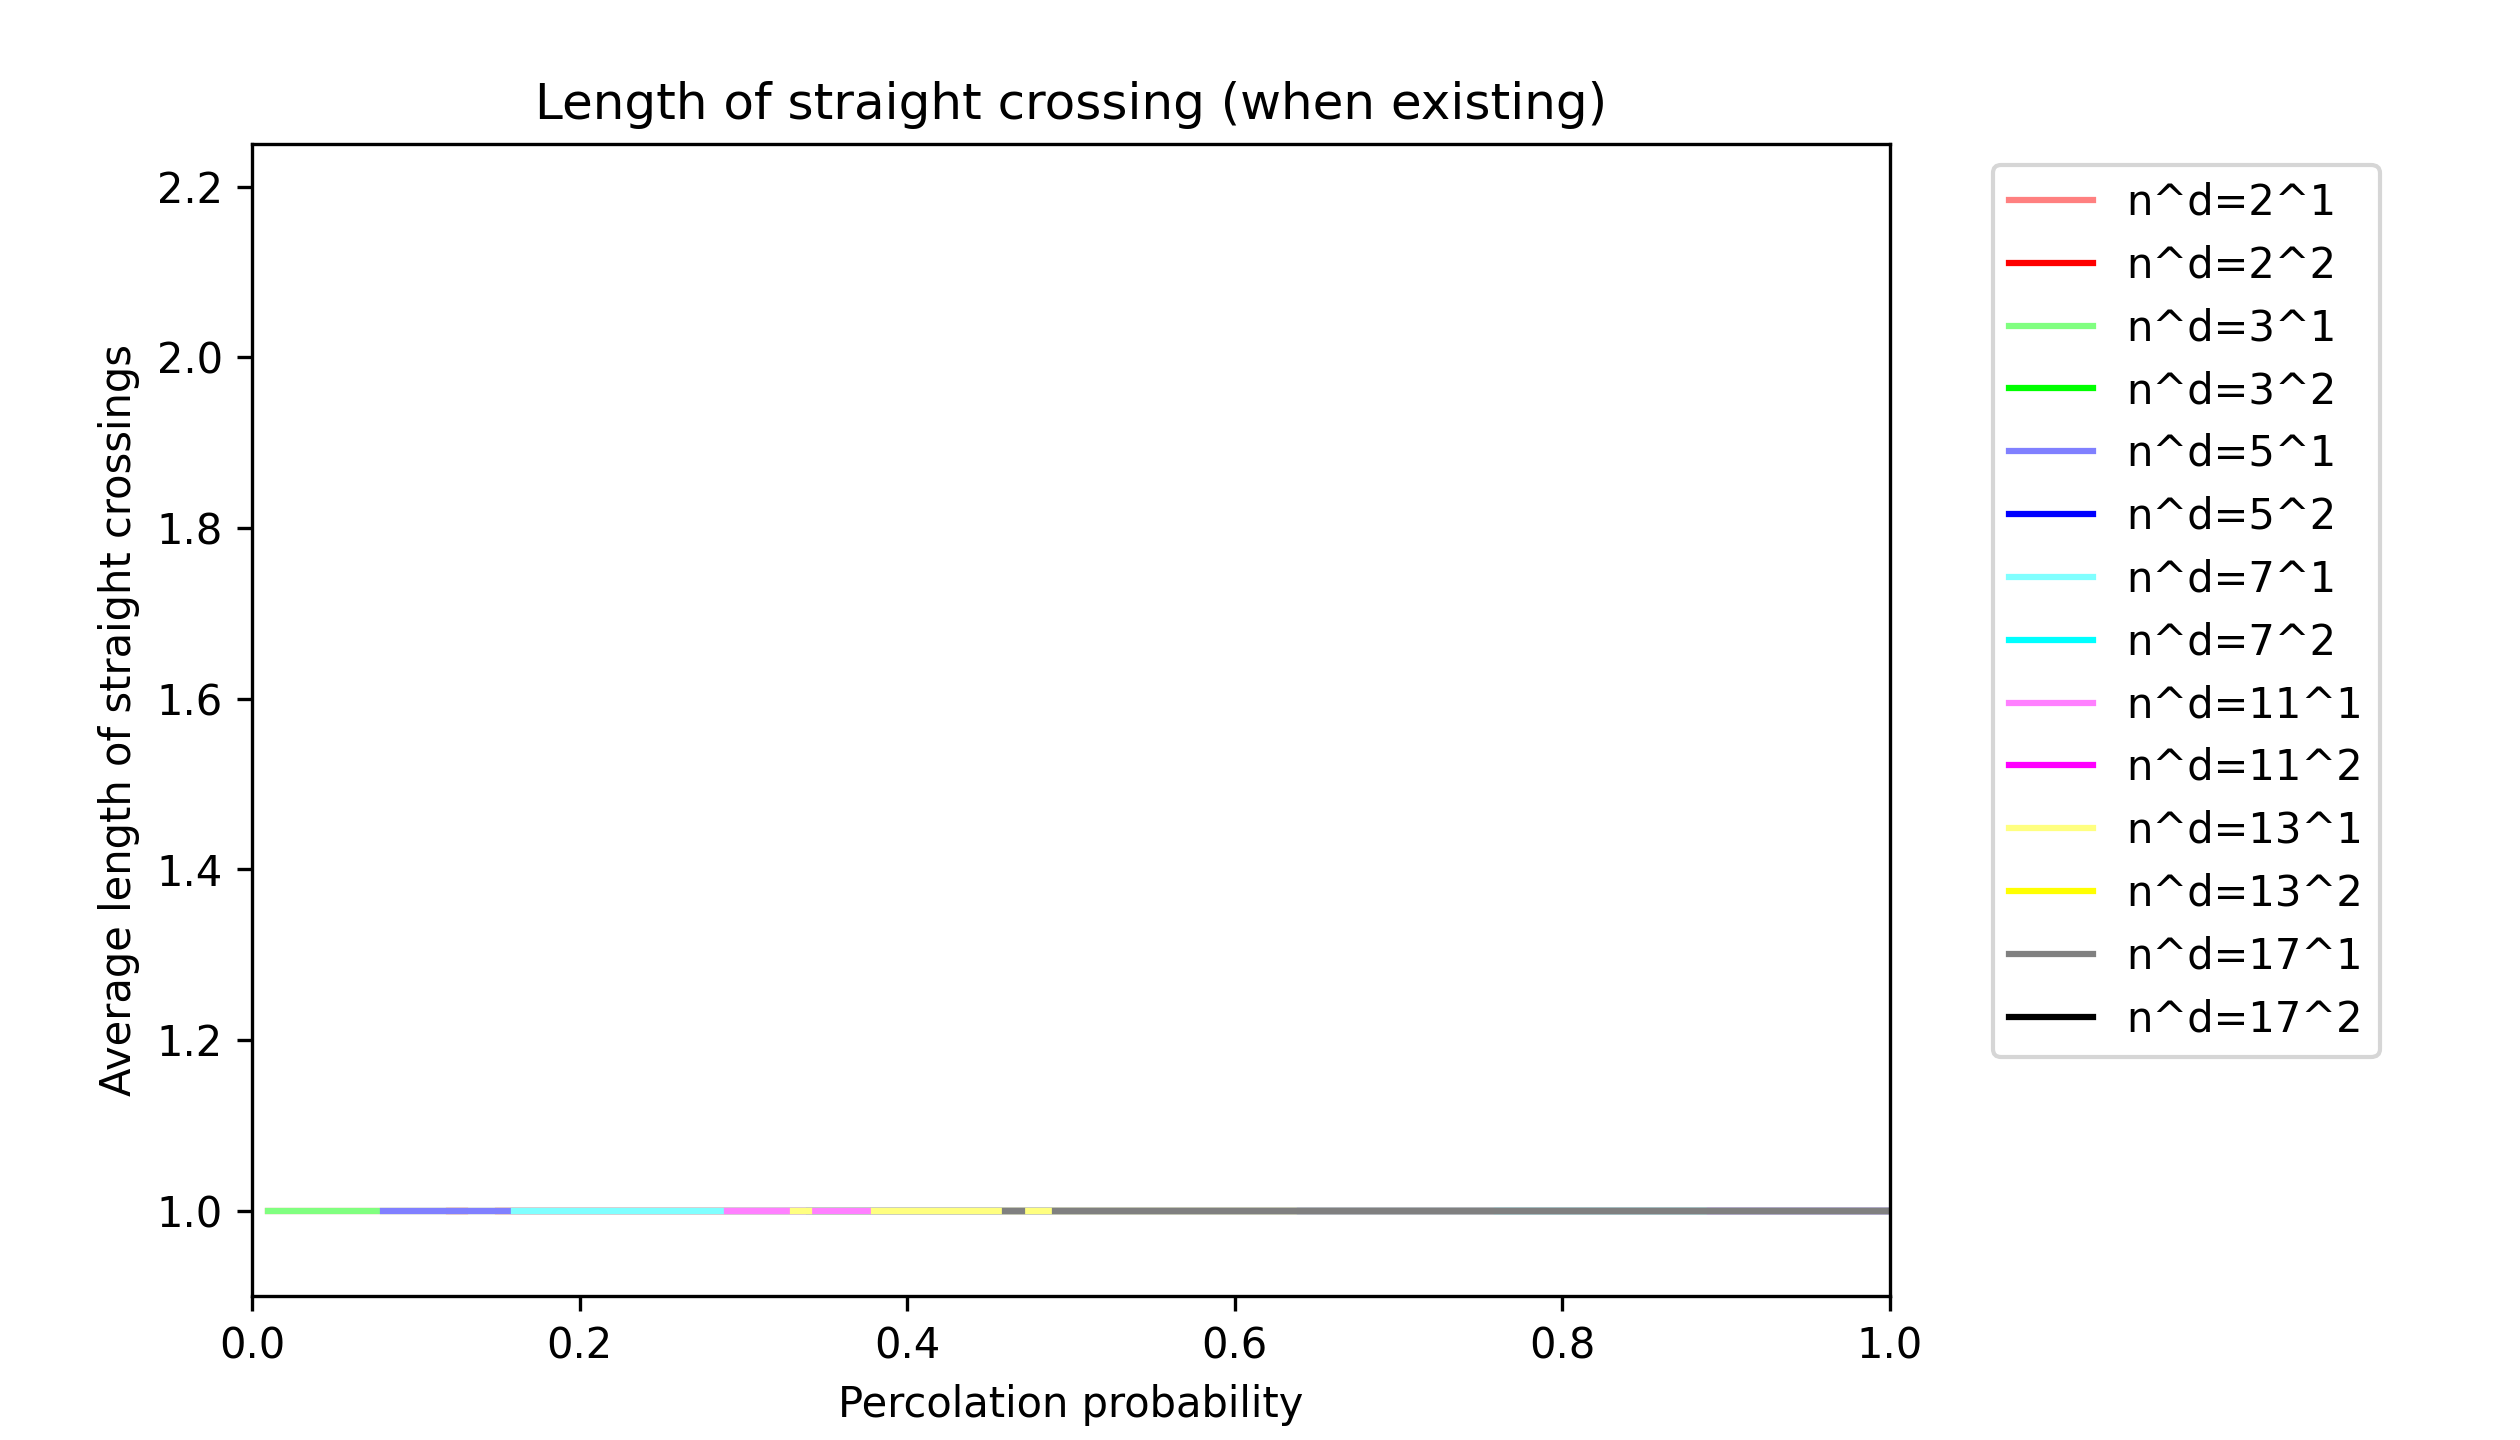 Length of straight crossing (when existing)
Average length of straight crossings
2.2
2.0
1.8
1.6
1.4
1.2
1.0
0.0
0.2
0.4
0.6
0.8
1.0
Percolation probability
n^d=2^1
n^d=2^2
n^d=3^1
n^d=3^2
n^d=5^1
n^d=5^2
n^d=7^1
n^d=7^2
n^d=11^1
n^d=11^2
n^d=13^1
n^d=13^2
n^d=17^1
n^d=17^2